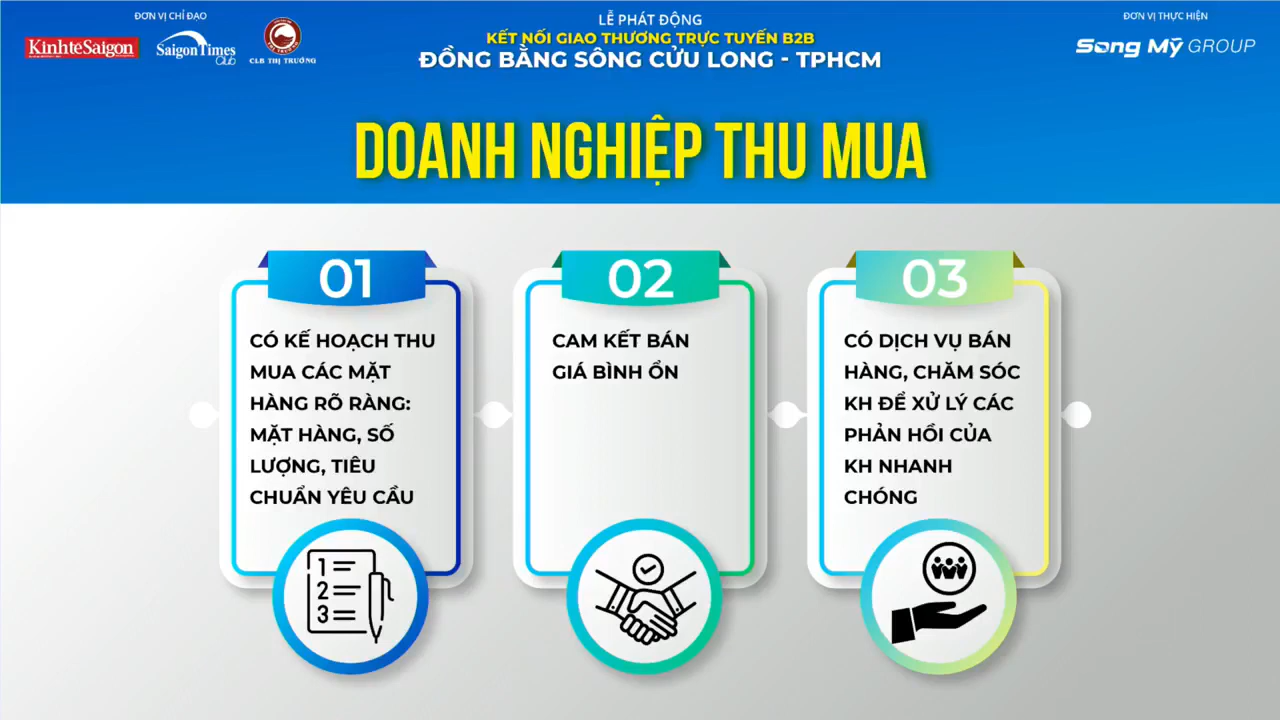 ĐƠN VỊ CHỈ ĐẠO
KinhtếSaigon
SaigonTimes
Club
CLB THỊ TRƯỜNG
LỄ PHÁT ĐỘNG
KẾT NỐI GIAO THƯƠNG TRỰC TUYẾN B2B
ĐỒNG BẰNG SÔNG CỬU LONG - TPHCM
ĐƠN VỊ THỰC HIỆN
Song Mỹ GROUP
DOANH NGHIỆP THU MUA
01
CÓ KẾ HOẠCH THU
MUA CÁC MẶT
HÀNG RÕ RÀNG:
MẶT HÀNG, SỐ
LƯỢNG, TIÊU
CHUẨN YÊU CẦU
1
2
3
02
CAM KẾT BÁN
GIÁ BÌNH ỔN
03
CÓ DỊCH VỤ BÁN
HÀNG, CHĂM SÓC
KH ĐỂ XỬ LÝ CÁC
PHẢN HỒI CỦA
KH NHANH
CHÓNG